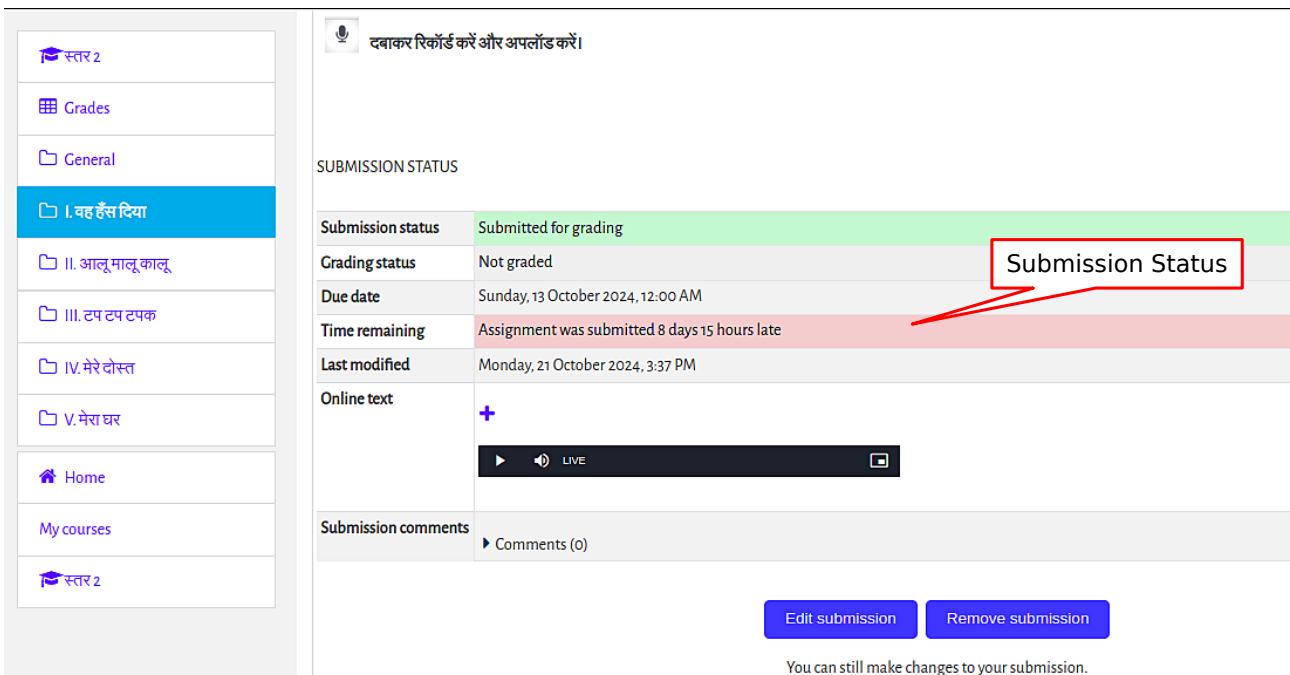 स्तर 2
Grades
General
I. वह हँस दिया
II. आलू मालू कालू
III. टप टप टपक
IV. मेरे दोस्त
V. मेरा घर
Home
My courses
स्तर 2
दबाकर रिकॉर्ड करें और अपलॉड करें।
SUBMISSION STATUS
Submission status Submitted for grading
Grading status Not graded
Due date Sunday, 13 October 2024, 12:00 AM
Time remaining Assignment was submitted 8 days 15 hours late
Last modified Monday, 21 October 2024, 3:37 PM
Online text
LIVE
Submission comments Comments (0)
Submission Status
Edit submission Remove submission
You can still make changes to your submission.